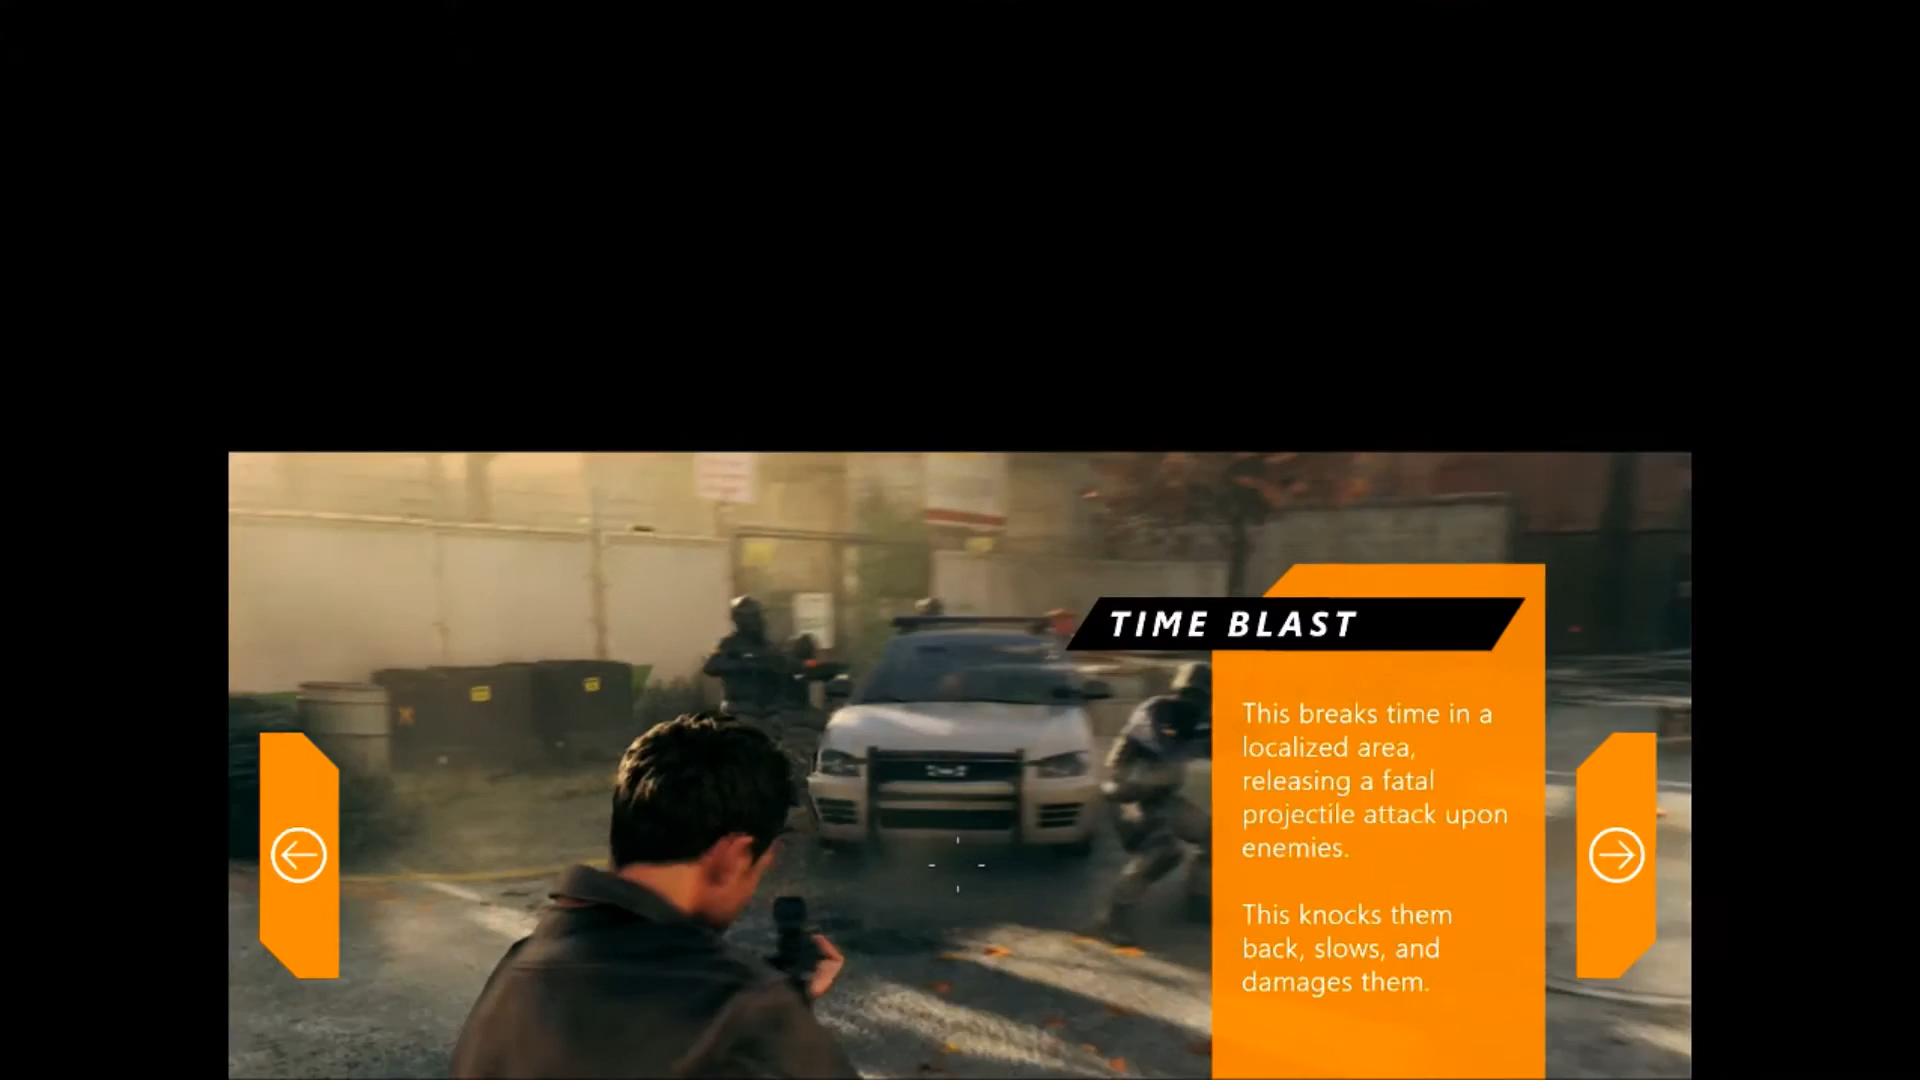 TIME BLAST
This breaks time in a
localized area,
releasing a fatal
projectile attack upon
enemies.
This knocks them
back, slows, and
damages them.